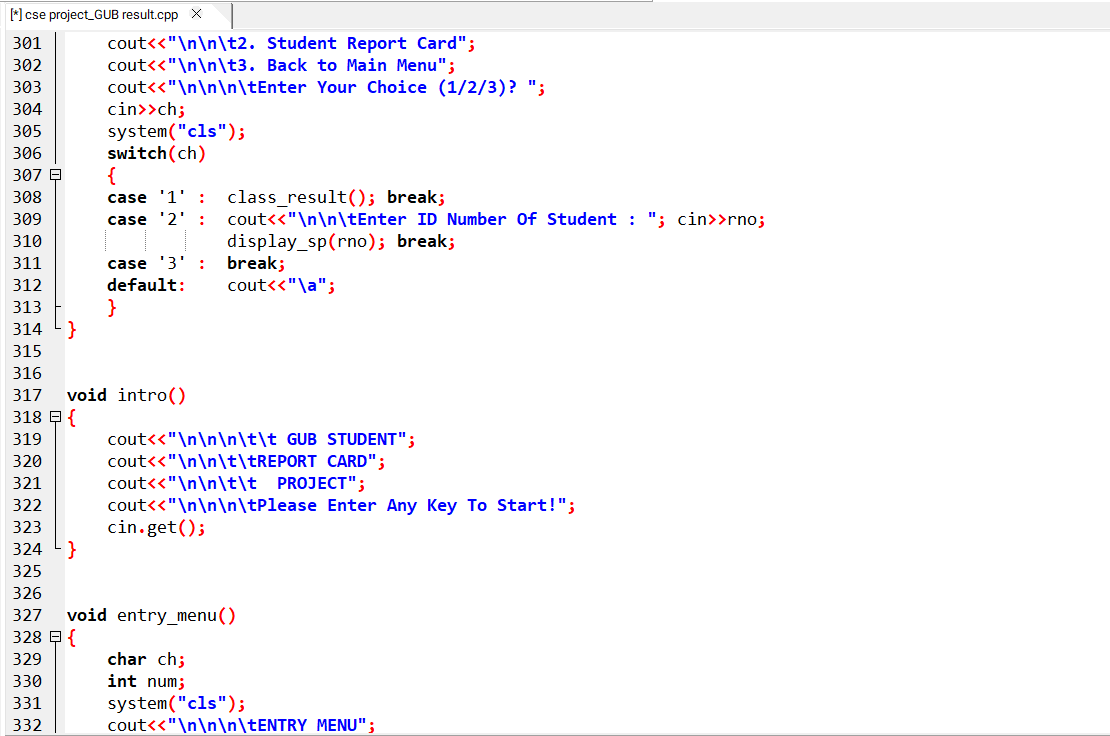 [*] cse project_GUB result.cpp
301     cout<<"\n\n\t2. Student Report Card";
302     cout<<"\n\n\t3. Back to Main Menu";
303     cout<<"\n\n\n\tEnter Your Choice (1/2/3)? ";
304     cin>>ch;
305     system("cls");
306     switch(ch)
307     {
308     case '1' :  class_result(); break;
309     case '2' :  cout<<"\n\n\tEnter ID Number Of Student : "; cin>>rno;
310                 display_sp(rno); break;
311     case '3' :  break;
312     default:    cout<<"\a";
313     }
314 }
315
316
317 void intro()
318 {
319     cout<<"\n\n\n\t\t GUB STUDENT";
320     cout<<"\n\n\t\tREPORT CARD";
321     cout<<"\n\n\t\t  PROJECT";
322     cout<<"\n\n\n\tPlease Enter Any Key To Start!";
323     cin.get();
324 }
325
326
327 void entry_menu()
328 {
329     char ch;
330     int num;
331     system("cls");
332     cout<<"\n\n\n\tENTRY MENU";